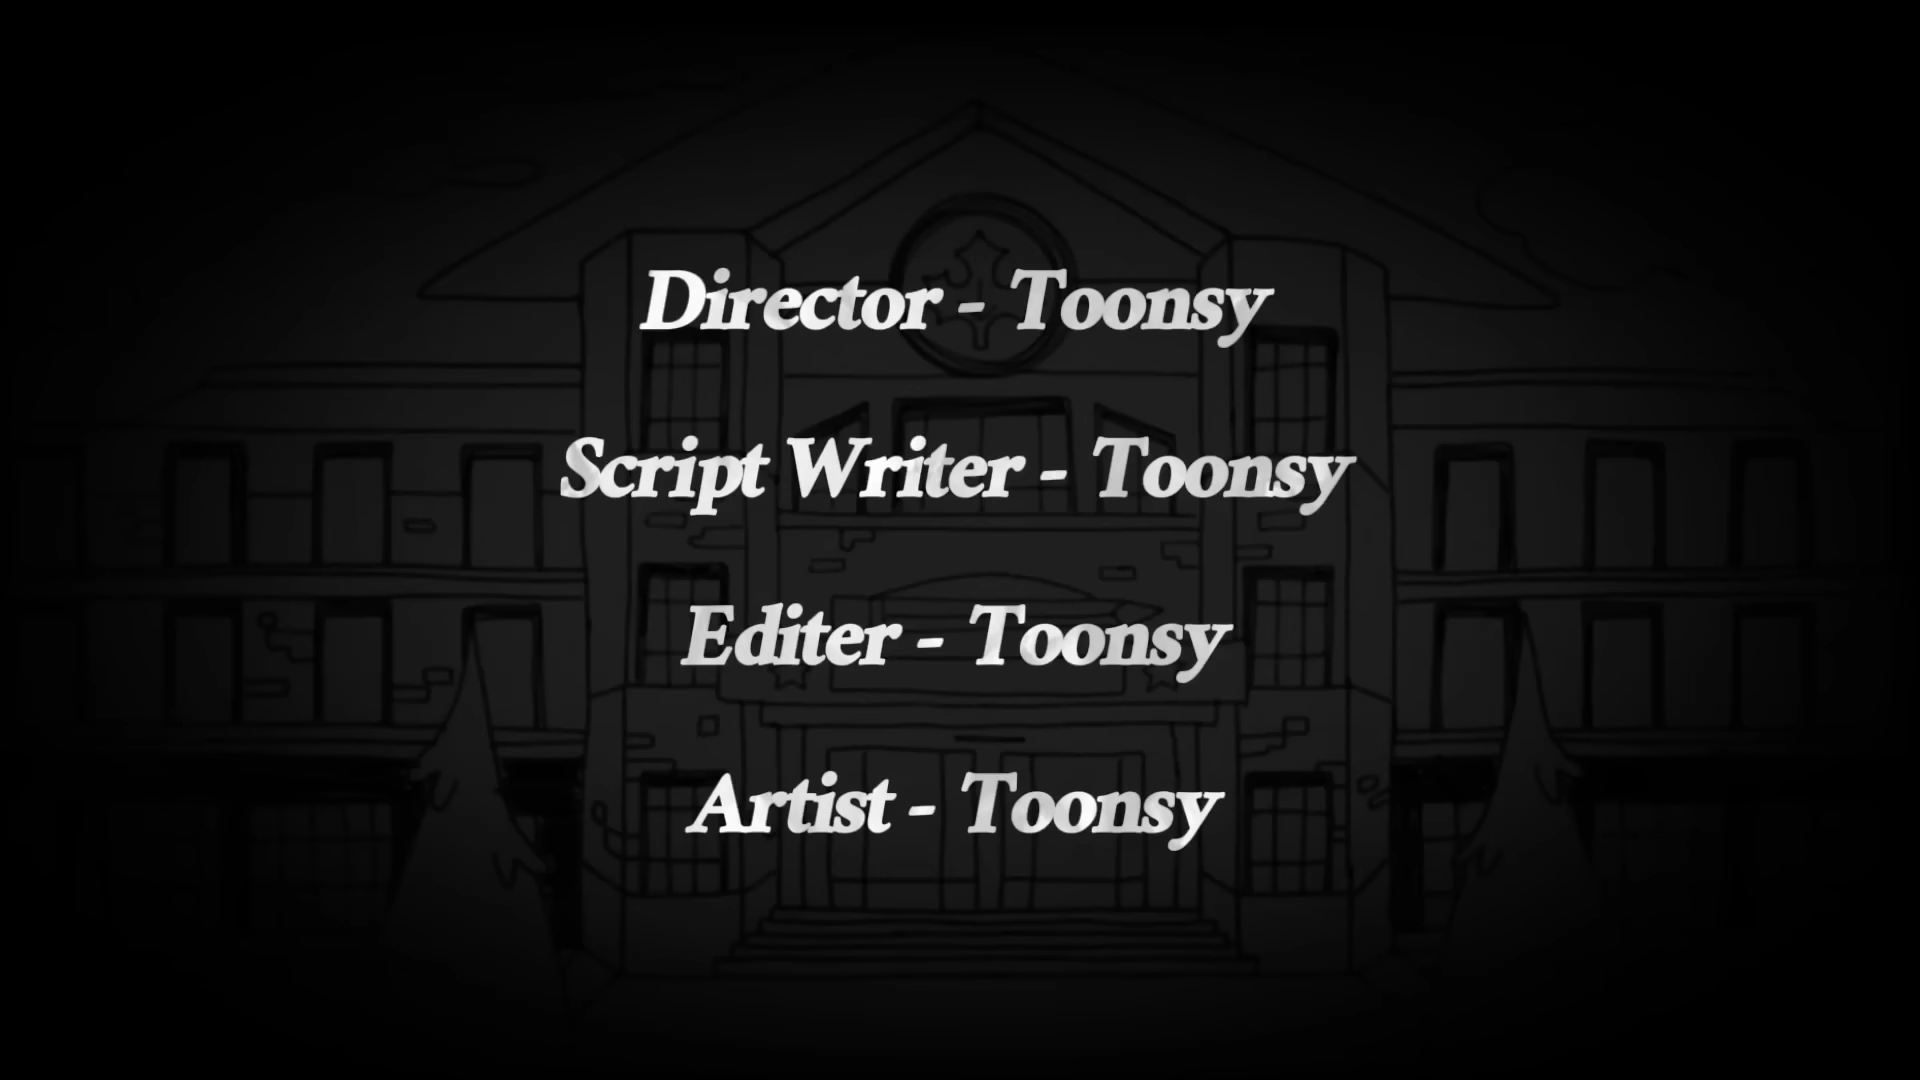 Director - Toonsy
Script Writer - Toonsy
Editer - Toonsy
Artist - Toonsy